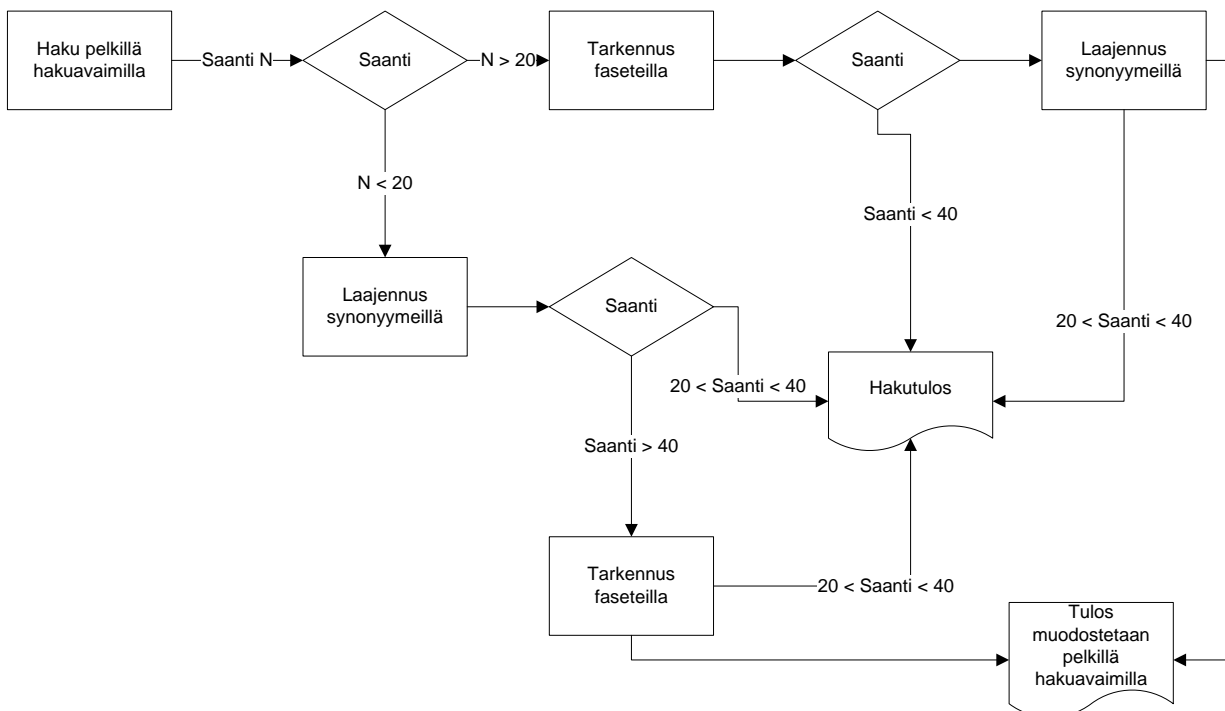 Haku pelkillä
hakuavaimilla
Saanti N
Saanti
N > 20
Tarkennus
faseteilla
Saanti
Laajennus
synonyymeillä
N < 20
Saanti < 40
Laajennus
synonyymeillä
Saanti
20 < Saanti < 40
20 < Saanti < 40
Hakutulos
Saanti > 40
Tarkennus
faseteilla
20 < Saanti < 40
Tulos
muodostetaan
pelkillä
hakuavaimilla